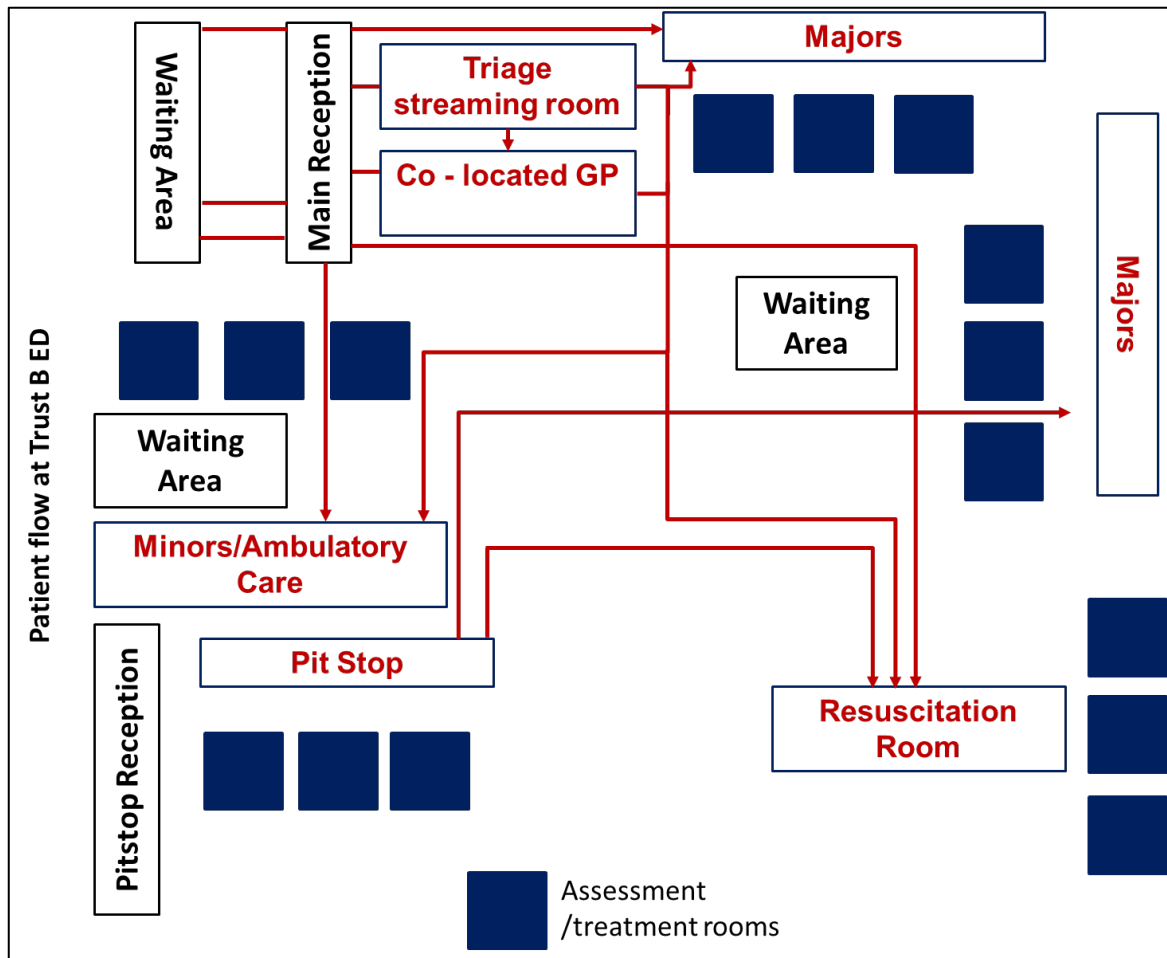 Patient flow at Trust B ED
Waiting Area
Main Reception
Triage
streaming room
Co - located GP
Majors
Majors
Waiting
Area
Waiting
Area
Minors/Ambulatory
Care
Pitstop Reception
Pit Stop
Resuscitation
Room
Assessment
/treatment rooms